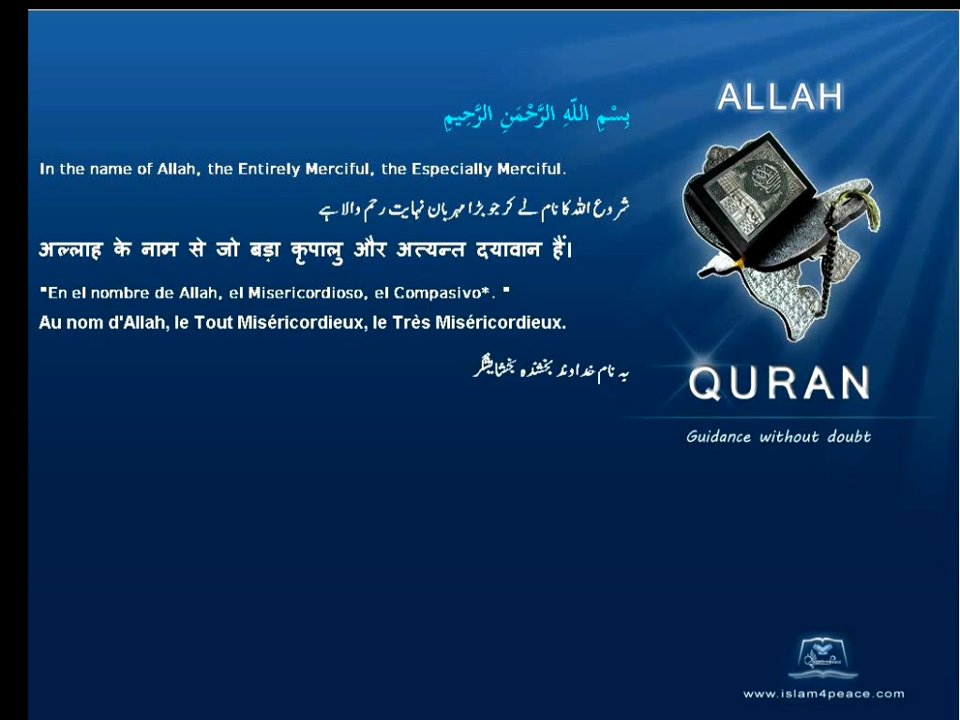 بِسْمِ اللّهِ الرَّحْمَنِ الرَّحِيمِ
In the name of Allah, the Entirely Merciful, the Especially Merciful.
شروع الله کا نام لے کر جو بڑا مہربان نہایت رحم والا ہے
अल्लाह के नाम से जो बड़ा कृपालु और अत्यन्त दयावान हैं।
"En el nombre de Allah, el Misericordioso, el Compasivo*. "
Au nom d'Allah, le Tout Miséricordieux, le Très Miséricordieux.
به نام خداوند بخشنده بخشایشگر
ALLAH
QURAN
Guidance without doubt
www.islam4peace.com